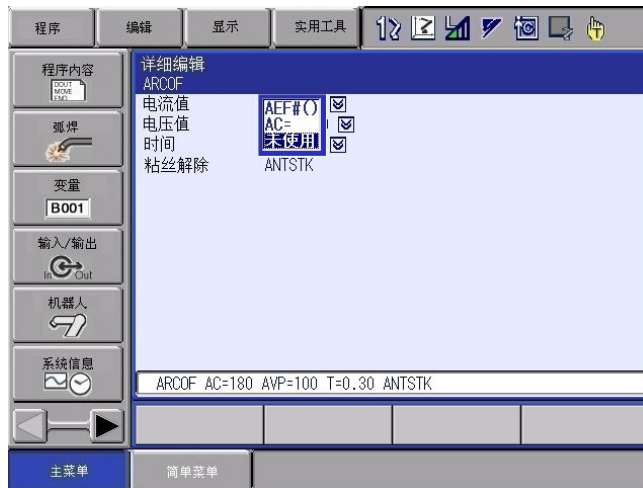 程序
编辑
显示
实用工具
程序内容
DOUT
MOVE
END
弧焊
变量
B001
输入/输出
In Out
机器人
系统信息
主菜单
简单菜单
详细编辑
ARCOF
电流值
AEF#()
电压值
AC=
时间
未使用
粘丝解除
ANTSTK
ARCOF AC=180 AVP=100 T=0.30 ANTSTK